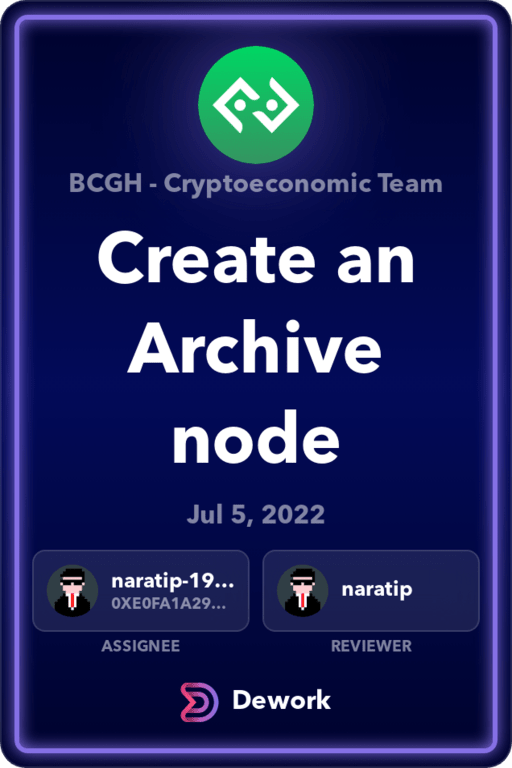 BCGH - Cryptoeconomic Team
Create an
Archive
node
Jul 5, 2022
naratip-19...
0XE0FA1A29...
ASSIGNEE
naratip
REVIEWER
Dework